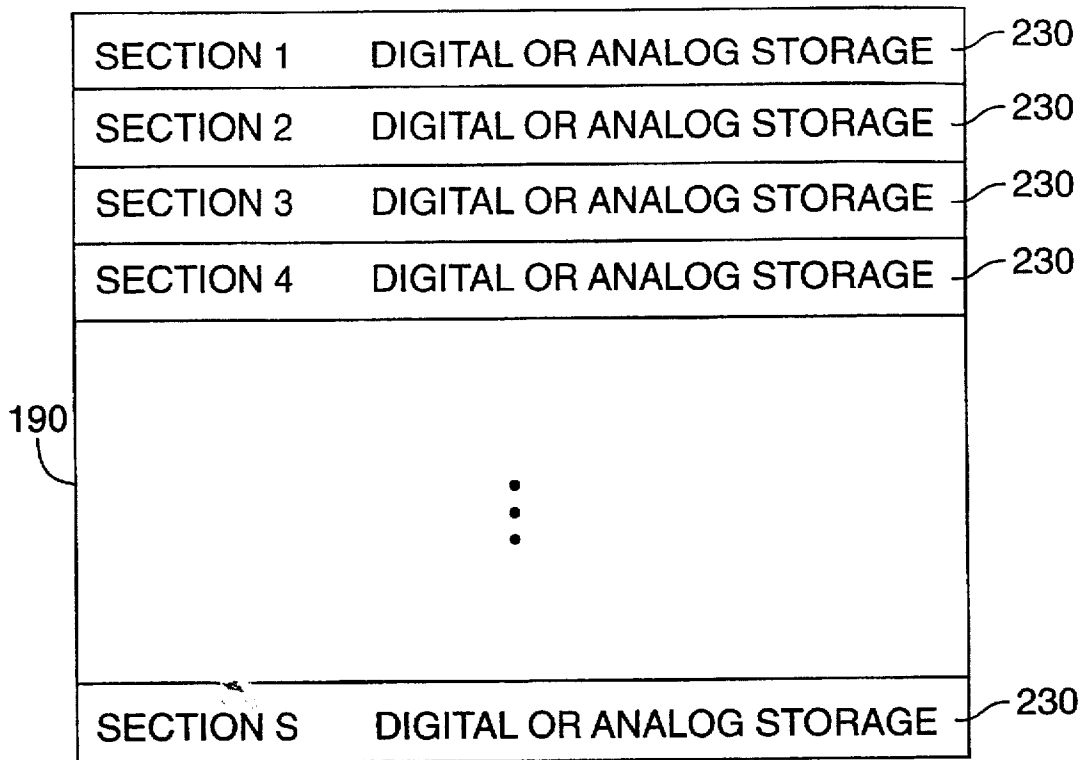 SECTION 1 DIGITAL OR ANALOG STORAGE 230
SECTION 2 DIGITAL OR ANALOG STORAGE 230
SECTION 3 DIGITAL OR ANALOG STORAGE 230
SECTION 4 DIGITAL OR ANALOG STORAGE 230
190
SECTION S DIGITAL OR ANALOG STORAGE 230